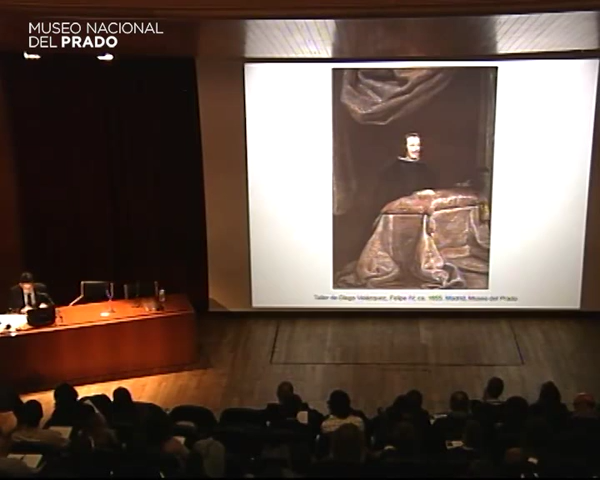 MUSEO NACIONAL
DEL PRADO
Taller de Diego Velázquez, Felipe IV, ca. 1655. Madrid, Museo del Prado